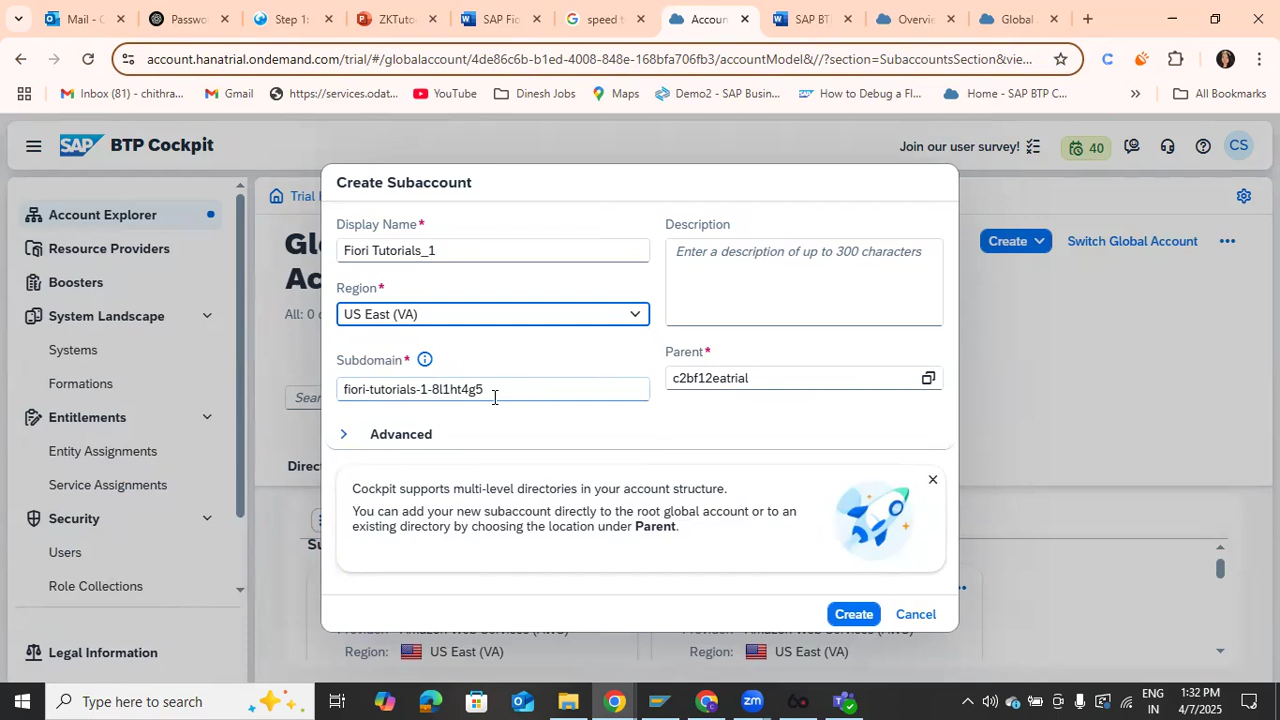 Mail - C
Passwo
Step 1:
ZKTuto
SAP Fio
speed t
Accoun
SAP BT
Overvi
Global
account.hanatrial.ondemand.com/trial/#/globalaccount/4de86c6b-b1ed-4008-848e-168bfa706fb3/accountModel&//?section=SubaccountsSection&vie...
Inbox (81) - chithra...
Gmail
https://services.odat...
YouTube
Dinesh Jobs
Maps
Demo2 - SAP Busin...
How to Debug a Fl...
Home - SAP BTP C...
All Bookmarks
SAP BTP Cockpit
Join our user survey!
40
CS
Account Explorer
Resource Providers
Boosters
System Landscape
Systems
Formations
Entitlements
Entity Assignments
Service Assignments
Security
Users
Role Collections
Legal Information
Trial
Create
Switch Global Account
All: 0
Sear
Direc
Create Subaccount
Display Name*
Fiori Tutorials_1
Description
Enter a description of up to 300 characters
Region*
US East (VA)
Subdomain*
fiori-tutorials-1-8l1ht4g5
Parent*
c2bf12eatrial
Advanced
Cockpit supports multi-level directories in your account structure.
You can add your new subaccount directly to the root global account or to an
existing directory by choosing the location under Parent.
Create
Cancel
Region: US East (VA)
Region: US East (VA)
Type here to search
ENG
IN
1:32 PM
4/7/2025